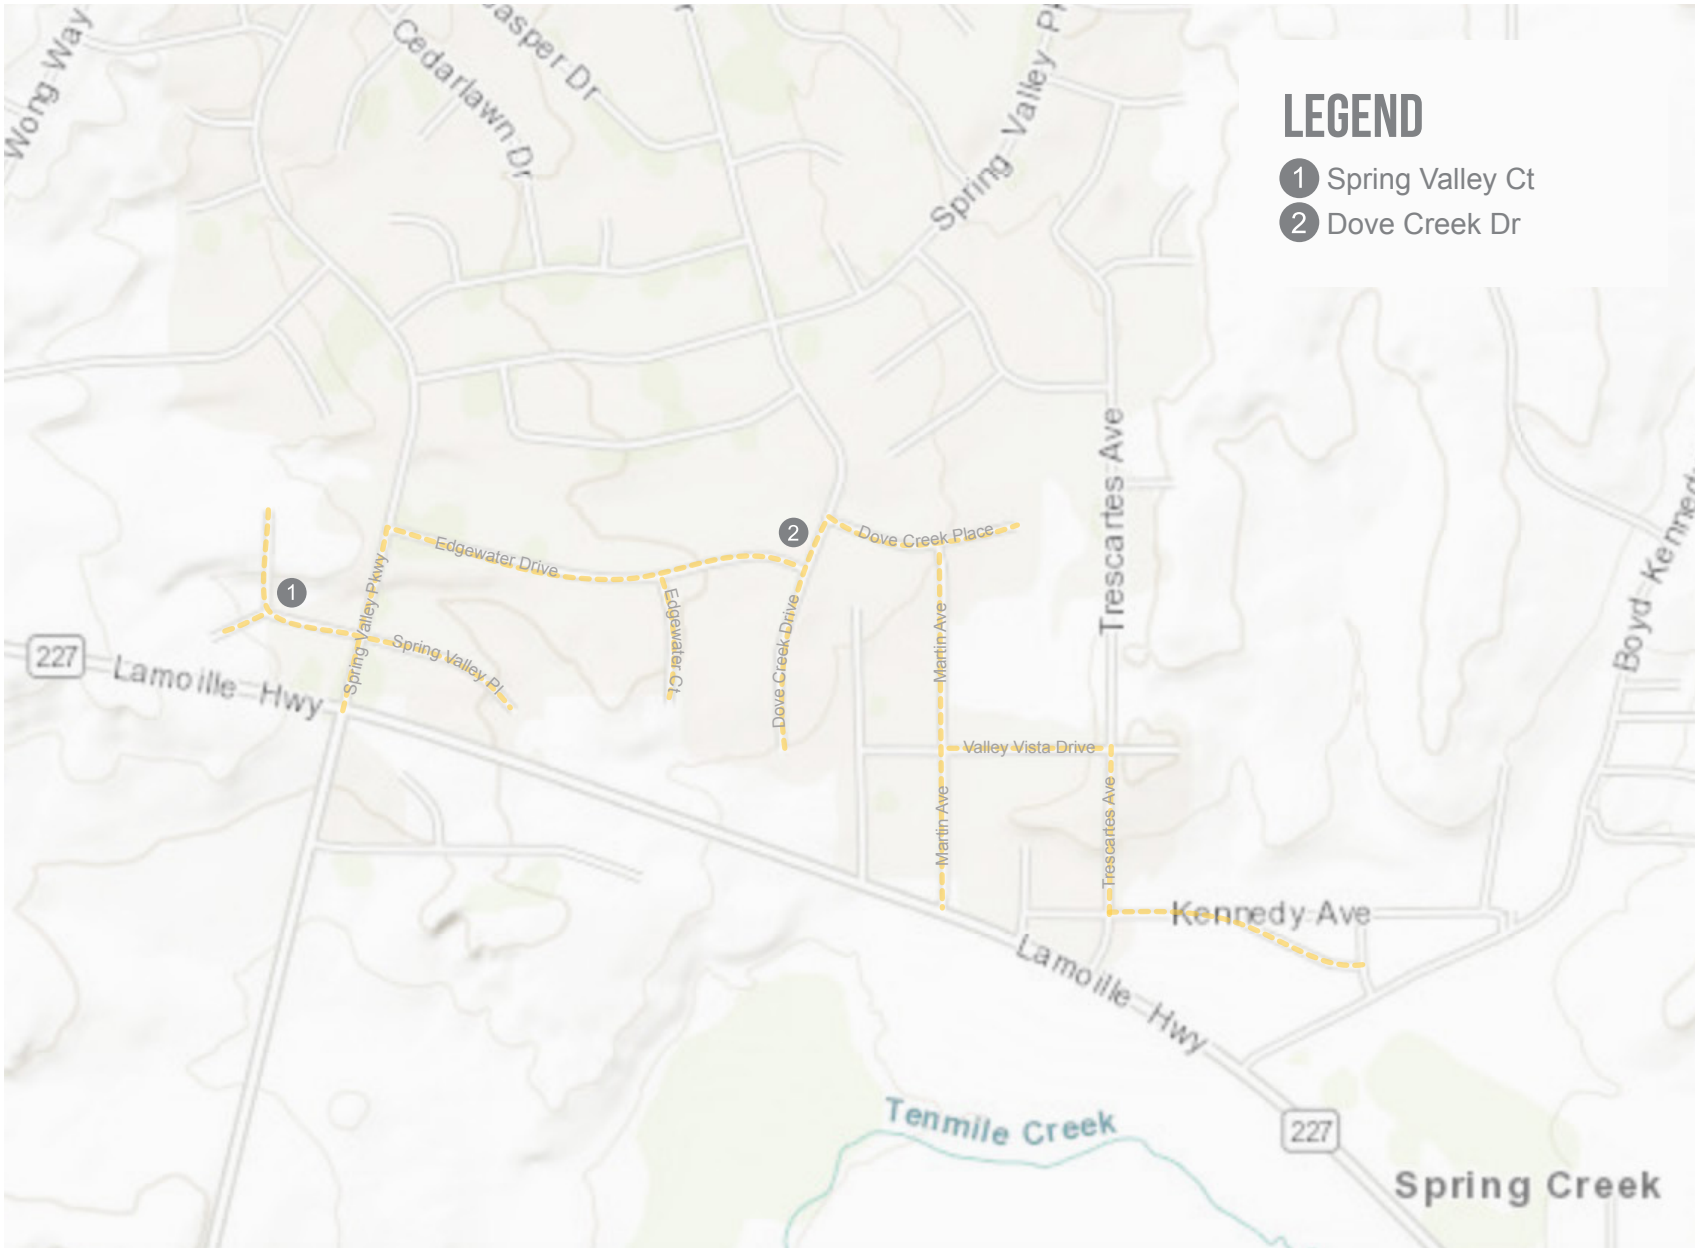 Wong Way
Cedarlawn Dr
Jasper Dr
Spring Valley P
LEGEND
1 Spring Valley Ct
2 Dove Creek Dr
Trescartes Ave
Boyd Kenned
Edgewater Drive
2
Dove Creek Place
1
Spring Valley Pkwy
Spring Valley Pl
Edgewater Ct
Dove Creek Drive
Martin Ave
227
Lamoille Hwy
Valley Vista Drive
Martin Ave
Trescartes Ave
Kennedy Ave
Lamoille Hwy
Tenmile Creek
227
Spring Creek